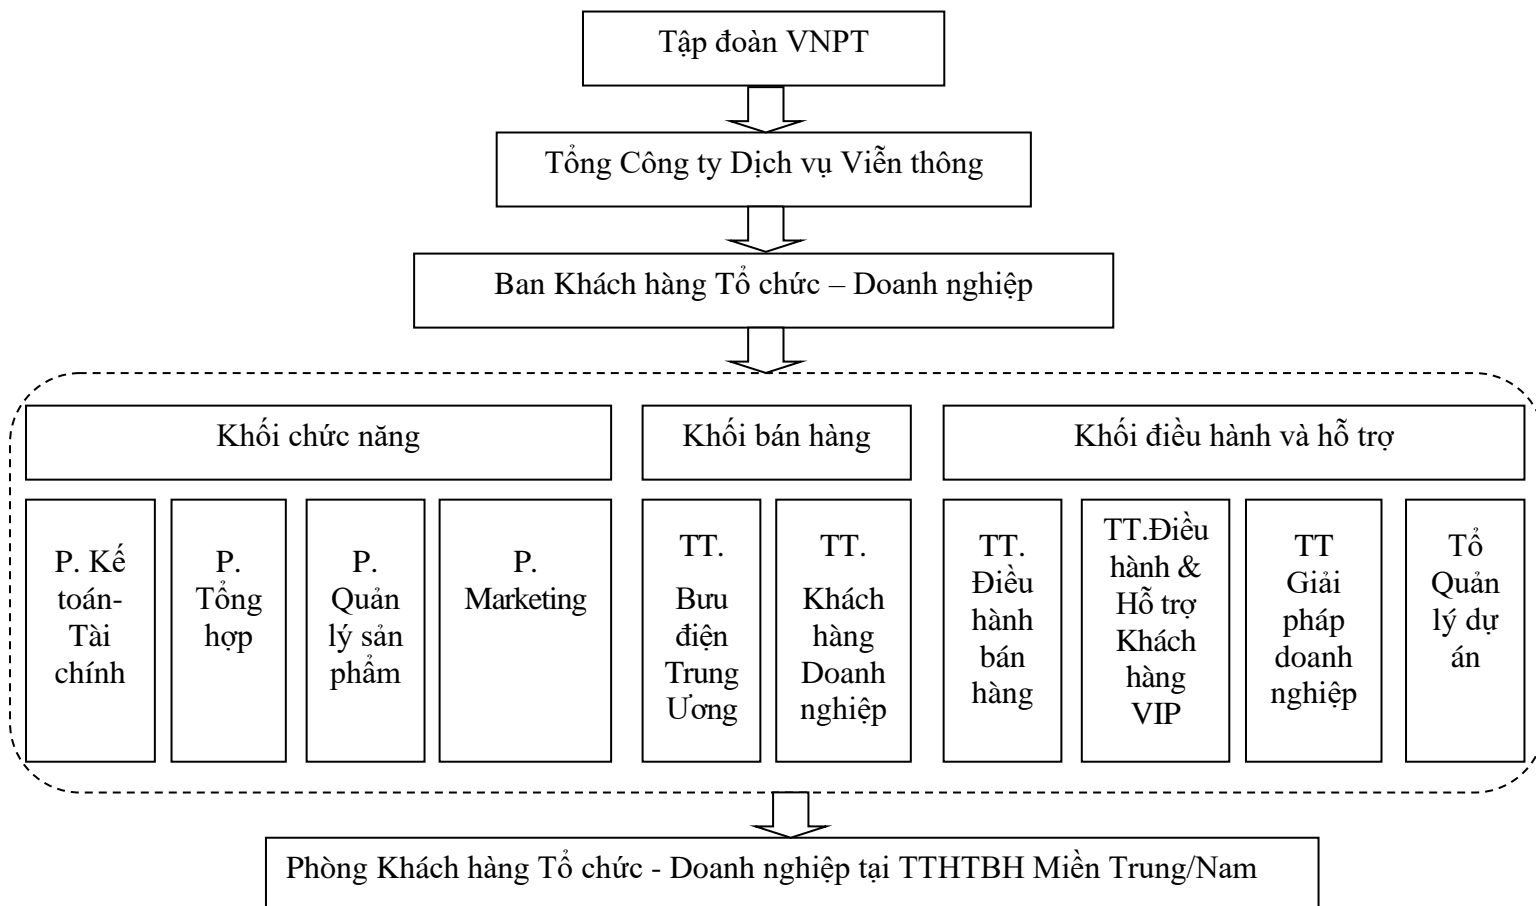 Tập đoàn VNPT
Tổng Công ty Dịch vụ Viễn thông
Ban Khách hàng Tổ chức – Doanh nghiệp
Khối chức năng
Khối bán hàng
Khối điều hành và hỗ trợ
P. Kế
toán-
Tài
chính
P.
Tổng
hợp
P.
Quản
lý sản
phẩm
P.
Marketing
TT.
Bưu
điện
Trung
Ương
TT.
Khách
hàng
Doanh
nghiệp
TT.
Điều
hành
bán
hàng
TT.Điều
hành &
Hỗ trợ
Khách
hàng
VIP
TT
Giải
pháp
doanh
nghiệp
Tổ
Quản
lý dự
án
Phòng Khách hàng Tổ chức - Doanh nghiệp tại TTHTBH Miền Trung/Nam